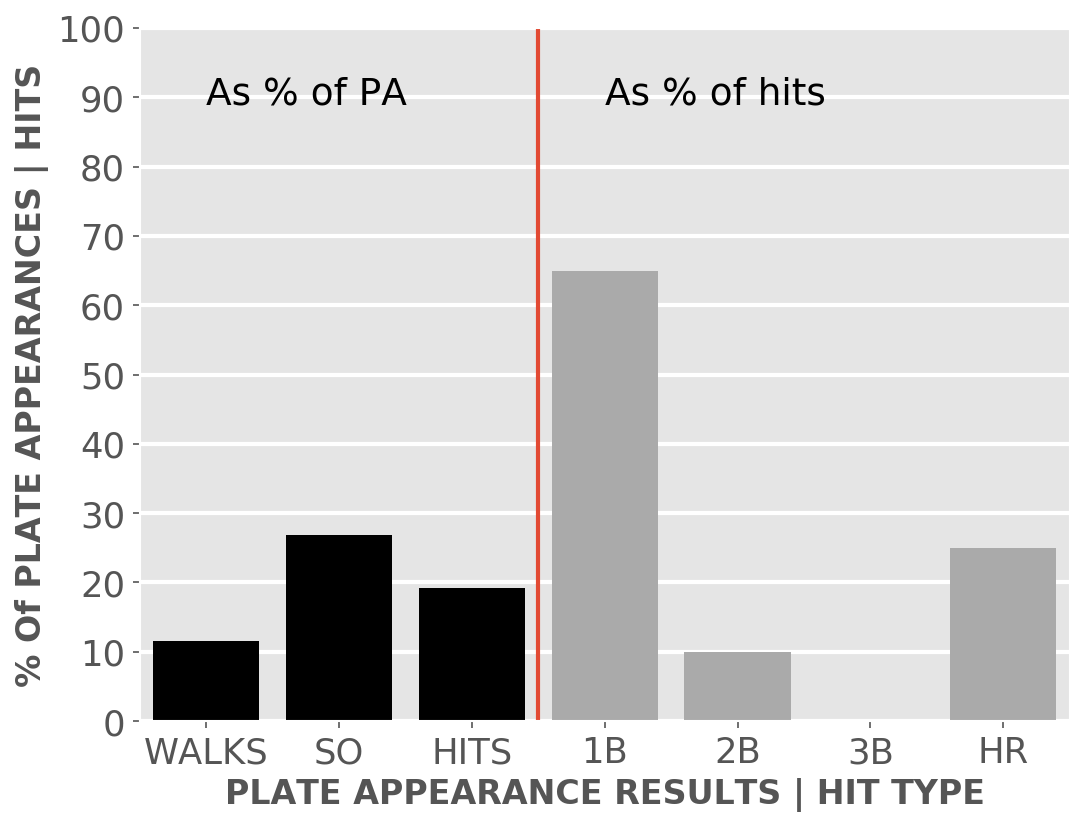 % Of PLATE APPEARANCES | HITS
100
90
80
70
60
50
40
30
20
10
0
As % of PA
As % of hits
WALKS SO HITS 1B 2B 3B HR
PLATE APPEARANCE RESULTS | HIT TYPE